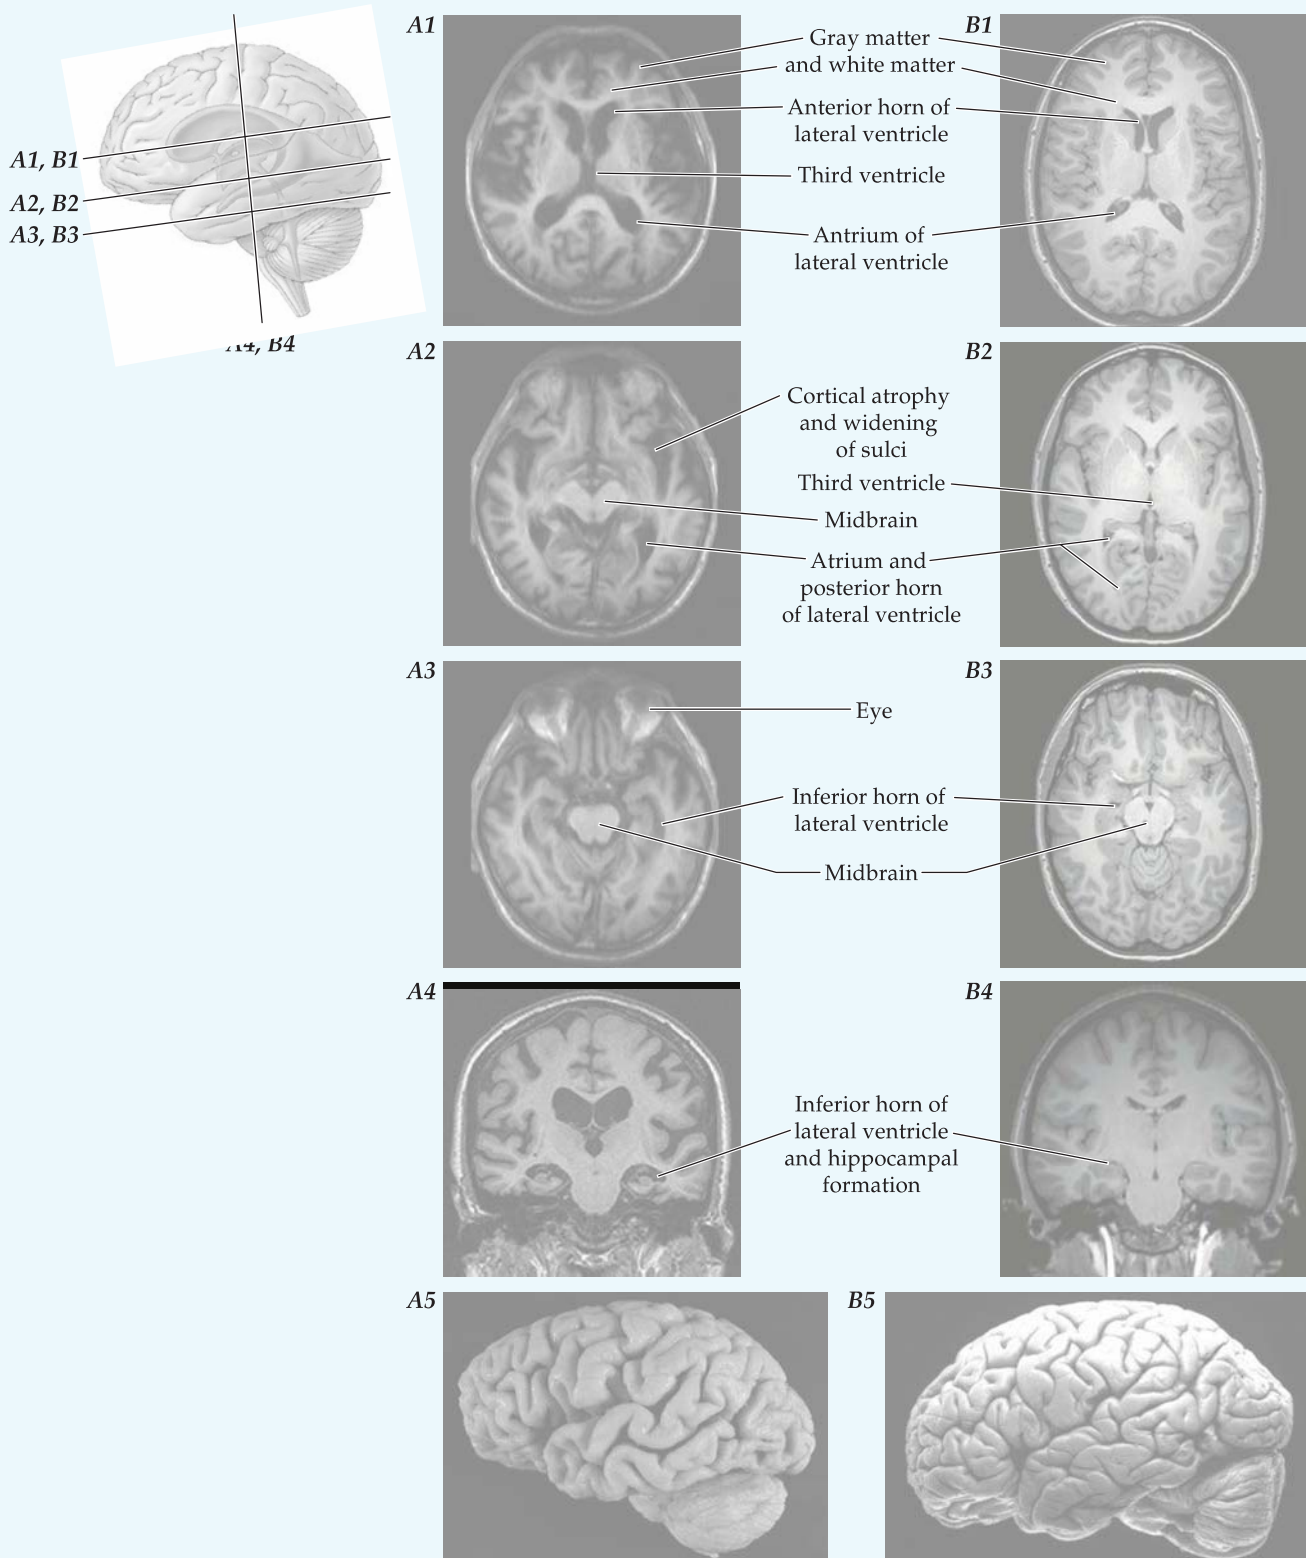 A1
B1
Gray matter
and white matter
Anterior horn of
lateral ventricle
Third ventricle
Antrium of
lateral ventricle
A1, B1
A2, B2
A3, B3
A4, B4
A2
B2
Cortical atrophy
and widening
of sulci
Third ventricle
Midbrain
Atrium and
posterior horn
of lateral ventricle
A3
B3
Eye
Inferior horn of
lateral ventricle
Midbrain
A4
B4
Inferior horn of
lateral ventricle
and hippocampal
formation
A5
B5